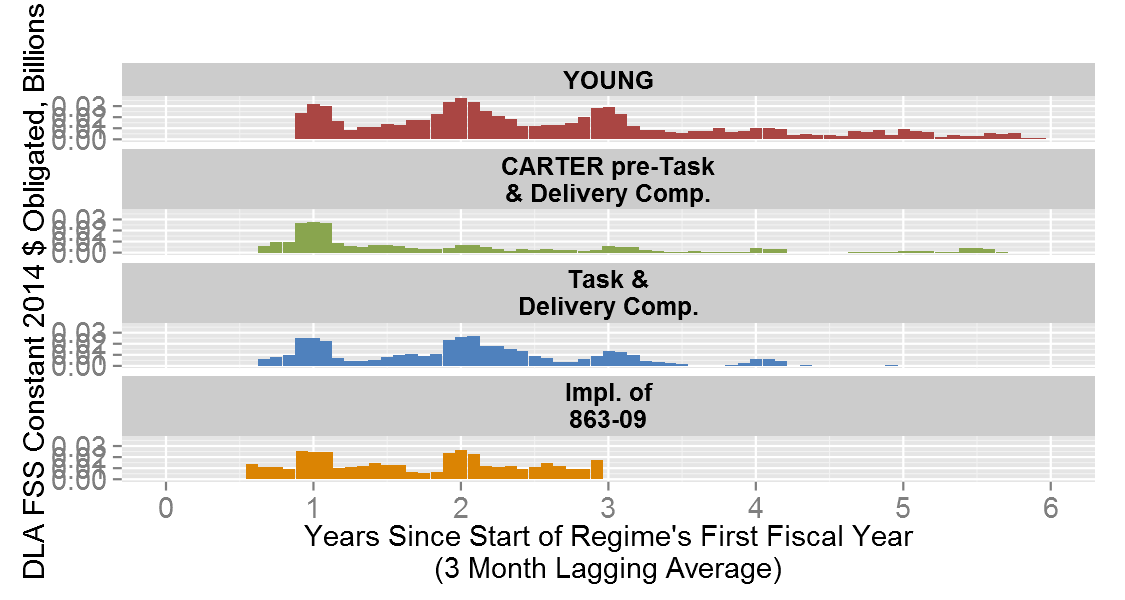 DLA FSS Constant 2014 $ Obligated, Billions
YOUNG
0.03
0.00
CARTER pre-Task
& Delivery Comp.
0.03
0.00
Task &
Delivery Comp.
0.03
0.00
Impl. of
863-09
0.03
0.00
0 1 2 3 4 5 6
Years Since Start of Regime's First Fiscal Year
(3 Month Lagging Average)